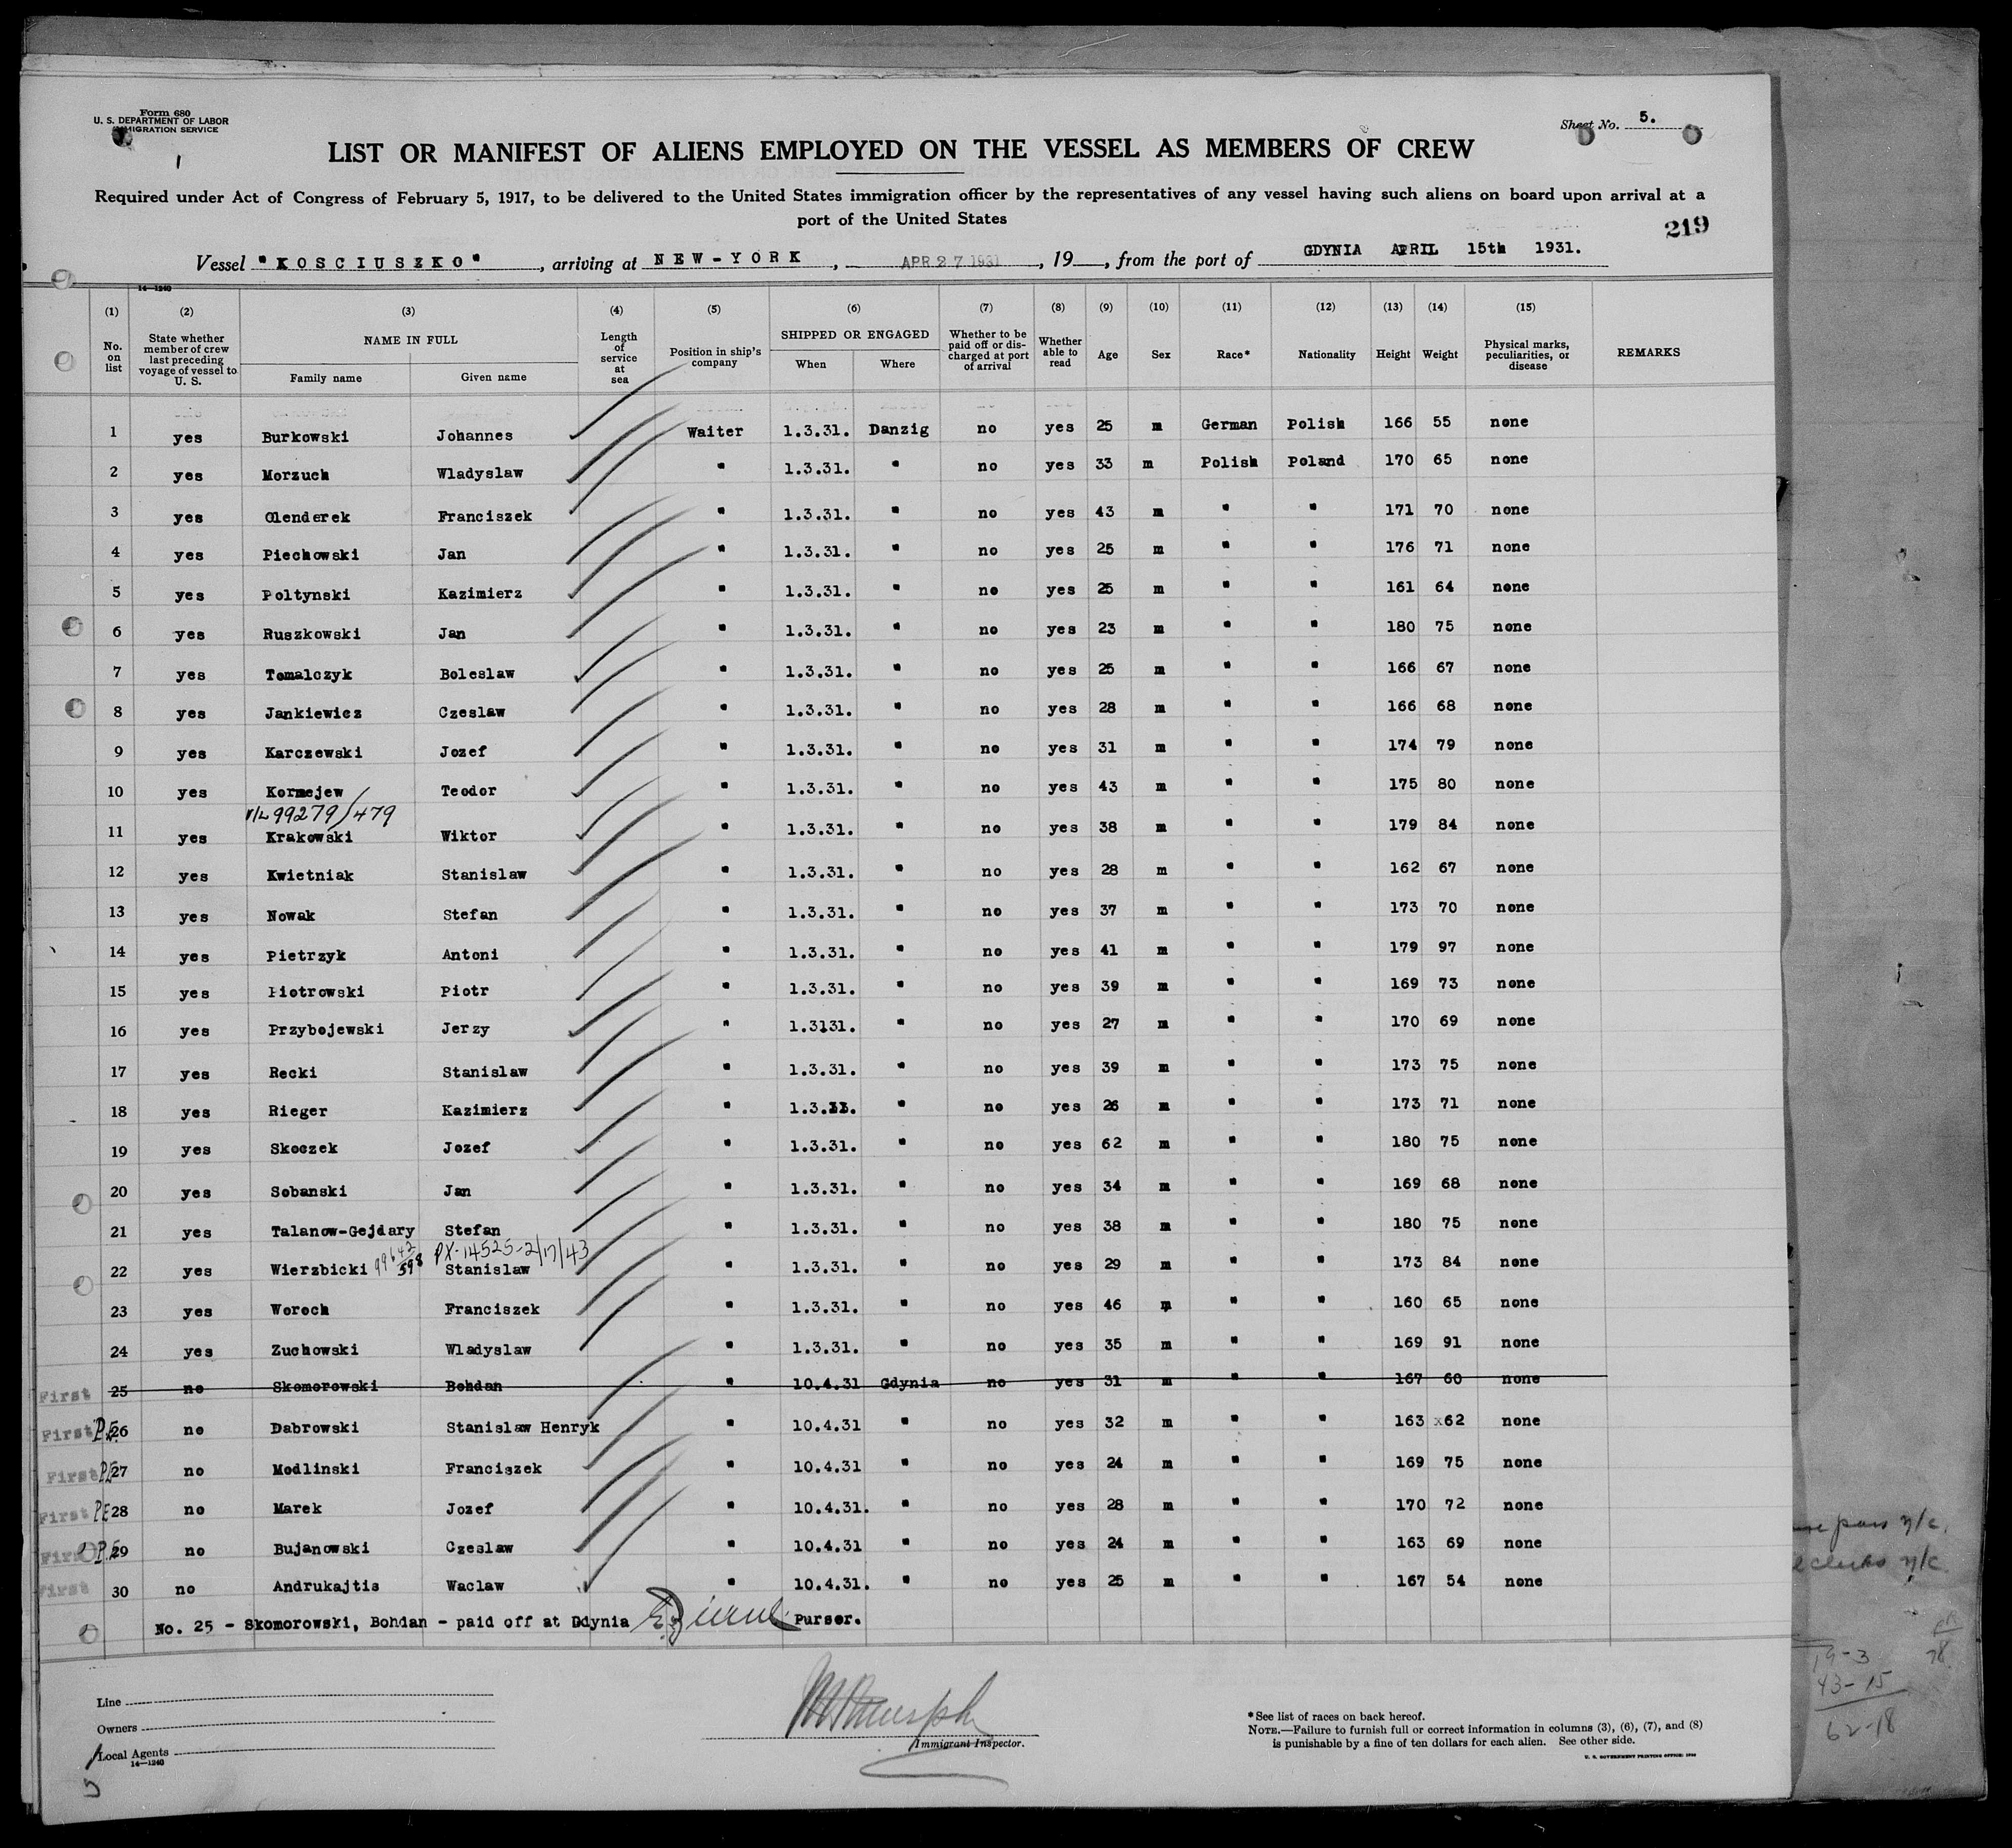 Form 680
U. S. DEPARTMENT OF LABOR
IMMIGRATION SERVICE
Sheet No. 5.
LIST OR MANIFEST OF ALIENS EMPLOYED ON THE VESSEL AS MEMBERS OF CREW
Required under Act of Congress of February 5, 1917, to be delivered to the United States immigration officer by the representatives of any vessel having such aliens on board upon arrival at a
port of the United States
219
Vessel "KOSCIUSZKO", arriving at NEW-YORK, APR 27 1931, 19, from the port of GDYNIA APRIL 15th 1931.
14—1240
(1) (2) (3) (4) (5) (6) (7) (8) (9) (10) (11) (12) (13) (14) (15)
No. on list State whether member of crew last preceding voyage of vessel to U. S. NAME IN FULL Family name Given name Length of service at sea Position in ship's company SHIPPED OR ENGAGED When Where Whether to be paid off or discharged at port of arrival Whether able to read Age Sex Race* Nationality Height Weight Physical marks, peculiarities, or disease REMARKS
1 yes Burkowski Johannes Waiter 1.3.31. Danzig no yes 25 m German Polish 166 55 none
2 yes Morzuch Wladyslaw " 1.3.31. " no yes 33 m Polish Poland 170 65 none
3 yes Olenderek Franciszek " 1.3.31. " no yes 43 m " " 171 70 none
4 yes Piechowski Jan " 1.3.31. " no yes 25 m " " 176 71 none
5 yes Poltynski Kazimierz " 1.3.31. " no yes 25 m " " 161 64 none
6 yes Ruszkowski Jan " 1.3.31. " no yes 23 m " " 180 75 none
7 yes Tomalczyk Boleslaw " 1.3.31. " no yes 25 m " " 166 67 none
8 yes Jankiewicz Czeslaw " 1.3.31. " no yes 28 m " " 166 68 none
9 yes Karczewski Jozef " 1.3.31. " no yes 31 m " " 174 79 none
10 yes Kornejew Teodor " 1.3.31. " no yes 43 m " " 175 80 none
99279/479
11 yes Krakowski Wiktor " 1.3.31. " no yes 38 m " " 179 84 none
12 yes Kwietniak Stanislaw " 1.3.31. " no yes 28 m " " 162 67 none
13 yes Nowak Stefan " 1.3.31. " no yes 37 m " " 173 70 none
14 yes Pietrzyk Antoni " 1.3.31. " no yes 41 m " " 179 97 none
15 yes Piotrowski Piotr " 1.3.31. " no yes 39 m " " 169 73 none
16 yes Przybojewski Jerzy " 1.3131. " no yes 27 m " " 170 69 none
17 yes Recki Stanislaw " 1.3.31. " no yes 39 m " " 173 75 none
18 yes Rieger Kazimierz " 1.3.31. " no yes 26 m " " 173 71 none
19 yes Skoczek Jozef " 1.3.31. " no yes 62 m " " 180 75 none
20 yes Sobanski Jan " 1.3.31. " no yes 34 m " " 169 68 none
21 yes Talanow-Gejdary Stefan " 1.3.31. " no yes 38 m " " 180 75 none
99642/598 PX-14525-2/17/43
22 yes Wierzbicki Stanislaw " 1.3.31. " no yes 29 m " " 173 84 none
23 yes Woroch Franciszek " 1.3.31. " no yes 46 m " " 160 65 none
24 yes Zuchowski Wladyslaw " 1.3.31. " no yes 35 m " " 169 91 none
First 25 no Skomorowski Bohdan " 10.4.31 Gdynia no yes 31 m " " 167 60 none
First P.E. 26 no Dabrowski Stanislaw Henryk " 10.4.31 " no yes 32 m " " 163 x62 none
First P.E. 27 no Modlinski Franciszek " 10.4.31 " no yes 24 m " " 169 75 none
First PE 28 no Marek Jozef " 10.4.31. " no yes 28 m " " 170 72 none
First P.E. 29 no Bujanowski Czeslaw " 10.4.31 " no yes 24 m " " 163 69 none
First 30 no Andrukajtis Waclaw " 10.4.31. " no yes 25 m " " 167 54 none
No. 25 - Skomorowski, Bohdan - paid off at Gdynia Purser.
Line
Owners
Local Agents
14—1240
Immigrant Inspector.
*See list of races on back hereof.
NOTE.—Failure to furnish full or correct information in columns (3), (6), (7), and (8)
is punishable by a fine of ten dollars for each alien. See other side.
U. S. GOVERNMENT PRINTING OFFICE: 1930
19-3
43-15
62-18
78